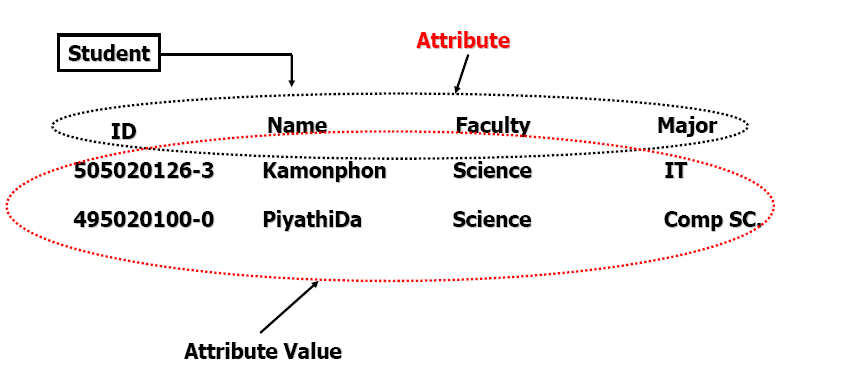 Attribute
Student
ID Name Faculty Major
505020126-3 Kamonphon Science IT
495020100-0 PiyathiDa Science Comp SC.
Attribute Value